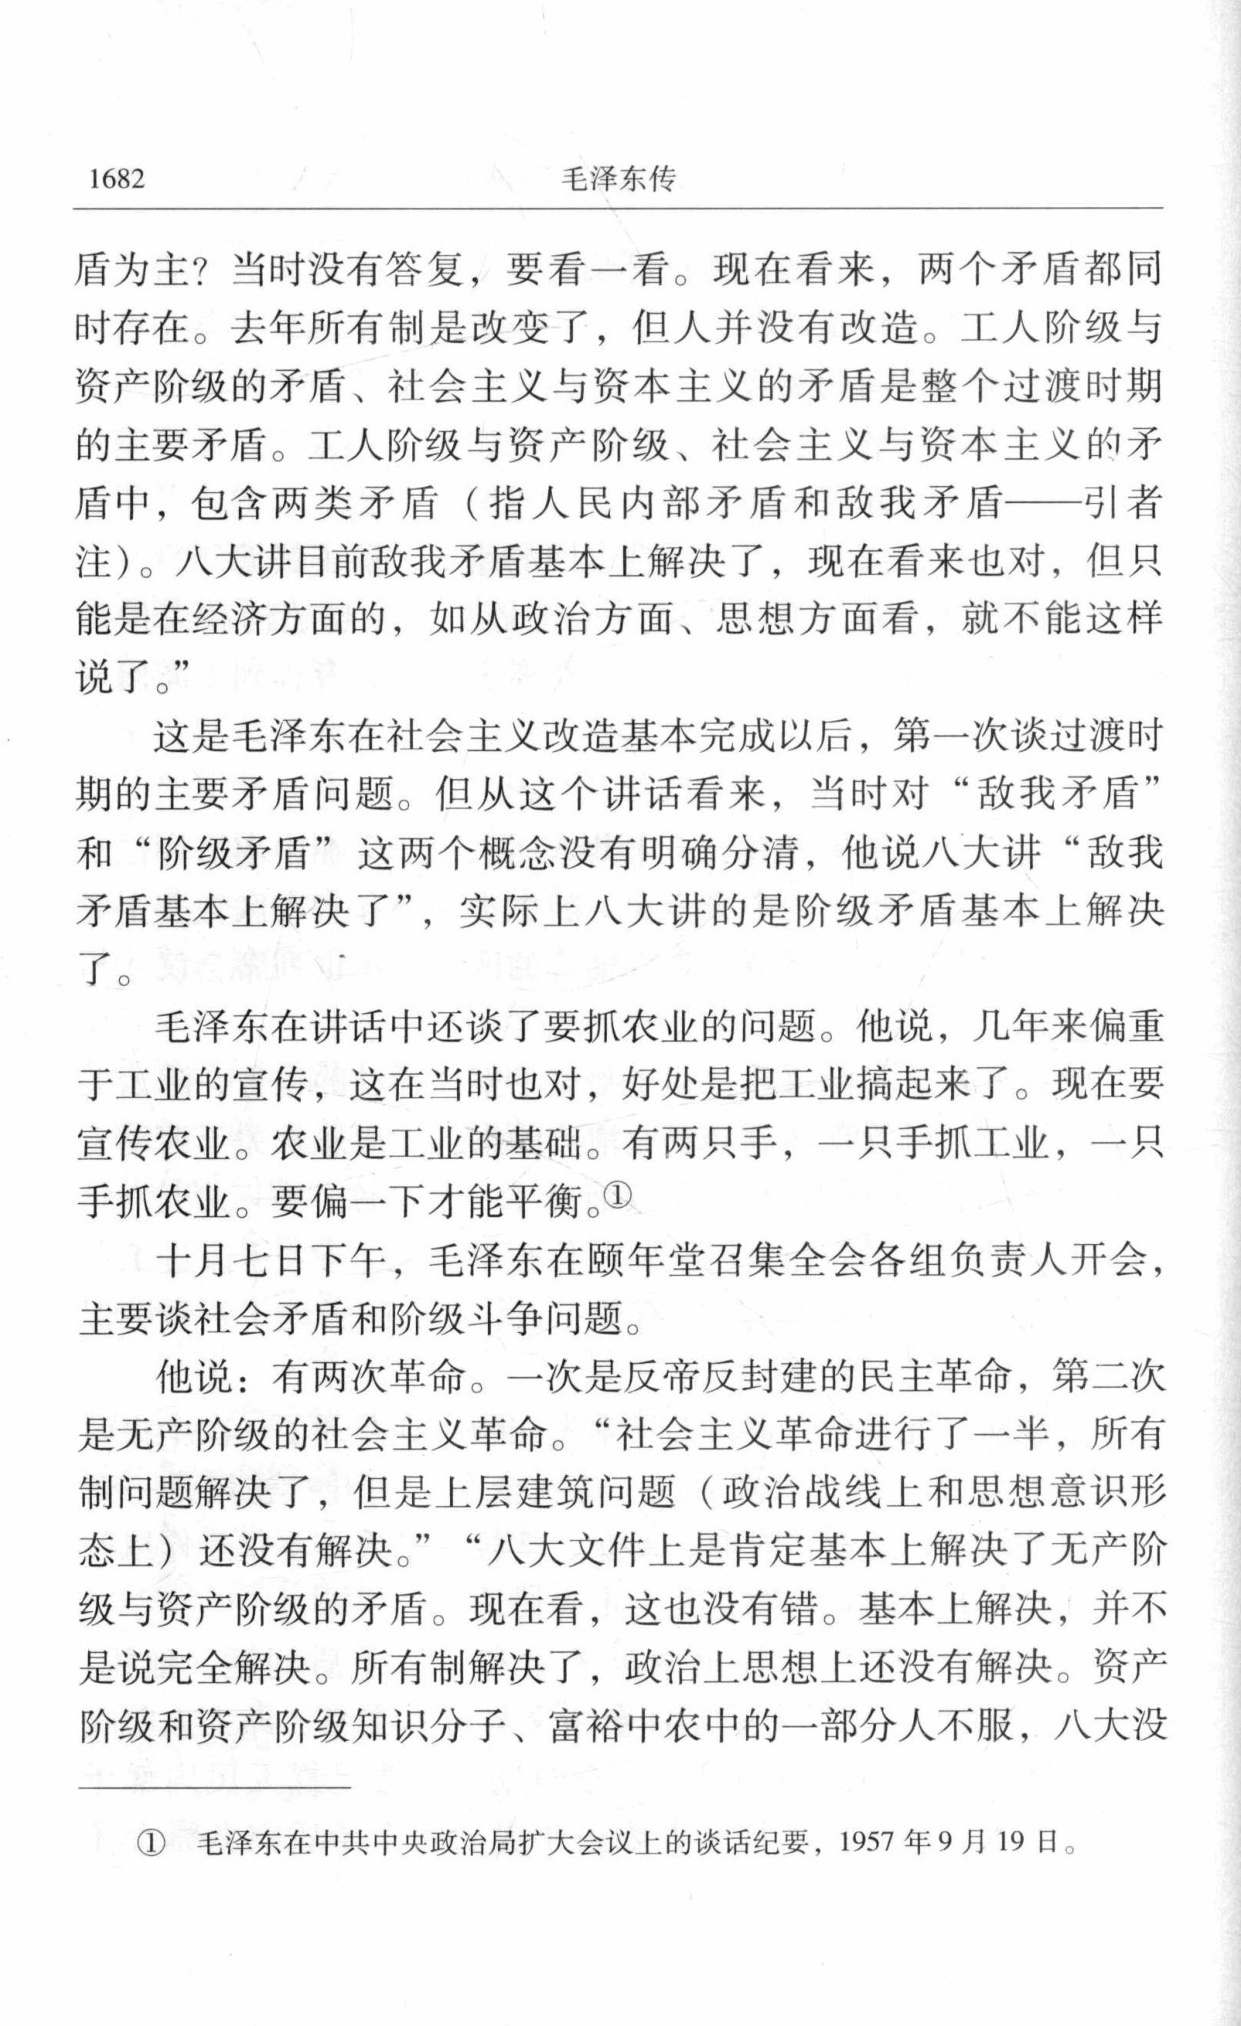 1682 毛泽东传
盾为主？当时没有答复，要看一看。现在看来，两个矛盾都同
时存在。去年所有制是改变了，但人并没有改造。工人阶级与
资产阶级的矛盾、社会主义与资本主义的矛盾是整个过渡时期
的主要矛盾。工人阶级与资产阶级、社会主义与资本主义的矛
盾中，包含两类矛盾（指人民内部矛盾和敌我矛盾——引者
注）。八大讲目前敌我矛盾基本上解决了，现在看来也对，但只
能是在经济方面的，如从政治方面、思想方面看，就不能这样
说了。”
这是毛泽东在社会主义改造基本完成以后，第一次谈过渡时
期的主要矛盾问题。但从这个讲话看来，当时对“敌我矛盾”
和“阶级矛盾”这两个概念没有明确分清，他说八大讲“敌我
矛盾基本上解决了”，实际上八大讲的是阶级矛盾基本上解决
了。
毛泽东在讲话中还谈了要抓农业的问题。他说，几年来偏重
于工业的宣传，这在当时也对，好处是把工业搞起来了。现在要
宣传农业。农业是工业的基础。有两只手，一只手抓工业，一只
手抓农业。要偏一下才能平衡。①
十月七日下午，毛泽东在颐年堂召集全会各组负责人开会，
主要谈社会矛盾和阶级斗争问题。
他说：有两次革命。一次是反帝反封建的民主革命，第二次
是无产阶级的社会主义革命。“社会主义革命进行了一半，所有
制问题解决了，但是上层建筑问题（政治战线上和思想意识形
态上）还没有解决。”“八大文件上是肯定基本上解决了无产阶
级与资产阶级的矛盾。现在看，这也没有错。基本上解决，并不
是说完全解决。所有制解决了，政治上思想上还没有解决。资产
阶级和资产阶级知识分子、富裕中农中的一部分人不服，八大没
① 毛泽东在中共中央政治局扩大会议上的谈话纪要，1957 年 9 月 19 日。